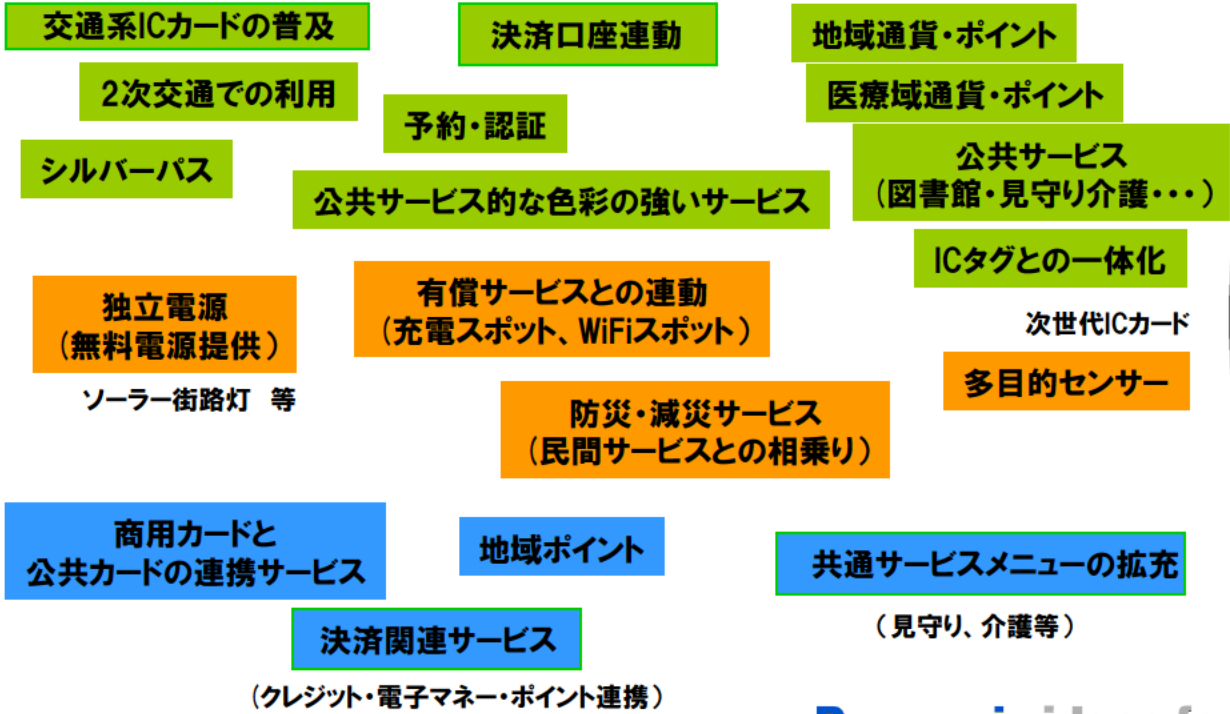 交通系ICカードの普及
決済口座連動
地域通貨・ポイント
2次交通での利用
医療域通貨・ポイント
予約・認証
シルバーパス
公共サービス
(図書館・見守り介護・・・)
公共サービス的な色彩の強いサービス
ICタグとの一体化
独立電源
(無料電源提供)
有償サービスとの連動
(充電スポット、WiFiスポット)
次世代ICカード
ソーラー街路灯 等
多目的センサー
防災・減災サービス
(民間サービスとの相乗り)
商用カードと
公共カードの連携サービス
地域ポイント
共通サービスメニューの拡充
(見守り、介護等)
決済関連サービス
(クレジット・電子マネー・ポイント連携)